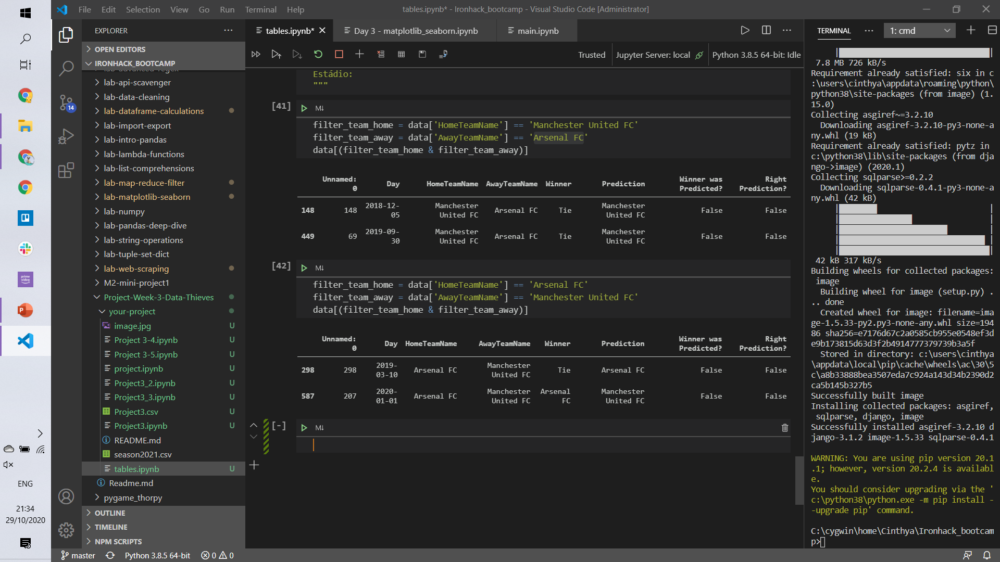 File Edit Selection View Go Run Terminal Help
tables.ipynb* - Ironhack_bootcamp - Visual Studio Code [Administrator]
EXPLORER
OPEN EDITORS
IRONHACK_BOOTCAMP
lab-advanced-regex
lab-api-scavenger
lab-data-cleaning
lab-dataframe-calculations
lab-import-export
lab-intro-pandas
lab-lambda-functions
lab-list-comprehensions
lab-map-reduce-filter
lab-matplotlib-seaborn
lab-numpy
lab-pandas-deep-dive
lab-string-operations
lab-tuple-set-dict
lab-web-scraping
M2-mini-project1
Project-Week-3-Data-Thieves
your-project
image.jpg U
Project 3-4.ipynb U
Project 3-5.ipynb U
project.ipynb U
Project3_2.ipynb U
Project3_3.ipynb U
Project3.csv U
Project3.ipynb U
README.md
season2021.csv
tables.ipynb U
Readme.md
pygame_thorpy
OUTLINE
TIMELINE
NPM SCRIPTS
14
prime video
P
ENG
21:34
29/10/2020
tables.ipynb* Day 3 - matplotlib_seaborn.ipynb main.ipynb
Trusted Jupyter Server: local Python 3.8.5 64-bit: Idle
Estádio:
"""
[41] M↓
filter_team_home = data['HomeTeamName'] == 'Manchester United FC'
filter_team_away = data['AwayTeamName'] == 'Arsenal FC'
data[(filter_team_home & filter_team_away)]
Unnamed: 0 Day HomeTeamName AwayTeamName Winner Prediction Winner was Predicted? Right Prediction?
148 148 2018-12-05 Manchester United FC Arsenal FC Tie Manchester United FC False False
449 69 2019-09-30 Manchester United FC Arsenal FC Tie Manchester United FC False False
[42] M↓
filter_team_home = data['HomeTeamName'] == 'Arsenal FC'
filter_team_away = data['AwayTeamName'] == 'Manchester United FC'
data[(filter_team_home & filter_team_away)]
Unnamed: 0 Day HomeTeamName AwayTeamName Winner Prediction Winner was Predicted? Right Prediction?
298 298 2019-03-10 Arsenal FC Manchester United FC Tie Arsenal FC False False
587 207 2020-01-01 Arsenal FC Manchester United FC Arsenal FC Manchester United FC False False
[-] M↓
TERMINAL 1: cmd
7.8 MB 726 kB/s
Requirement already satisfied: six in c
:\users\cinthya\appdata\roaming\python\
python38\site-packages (from image) (1.
15.0)
Collecting asgiref~=3.2.10
Downloading asgiref-3.2.10-py3-none-a
ny.whl (19 kB)
Requirement already satisfied: pytz in
c:\python38\lib\site-packages (from dja
ngo->image) (2020.1)
Collecting sqlparse>=0.2.2
Downloading sqlparse-0.4.1-py3-none-a
ny.whl (42 kB)
42 kB 317 kB/s
Building wheels for collected packages:
image
Building wheel for image (setup.py) .
.. done
Created wheel for image: filename=ima
ge-1.5.33-py2.py3-none-any.whl size=194
86 sha256=e7176d67c2a0585cb955e0548ef3d
e9b173815d63d3f2b4914777379739b3a5f
Stored in directory: c:\users\cinthya
\appdata\local\pip\cache\wheels\ac\30\5
c\a8b33888bea3507eda7c924a143d34b2390d2
ca5b145b327b5
Successfully built image
Installing collected packages: asgiref,
sqlparse, django, image
Successfully installed asgiref-3.2.10 d
jango-3.1.2 image-1.5.33 sqlparse-0.4.1
WARNING: You are using pip version 20.1
.1; however, version 20.2.4 is availabl
e.
You should consider upgrading via the '
c:\python38\python.exe -m pip install -
-upgrade pip' command.
C:\cygwin\home\Cinthya\Ironhack_bootcam
p>
master Python 3.8.5 64-bit 0 0